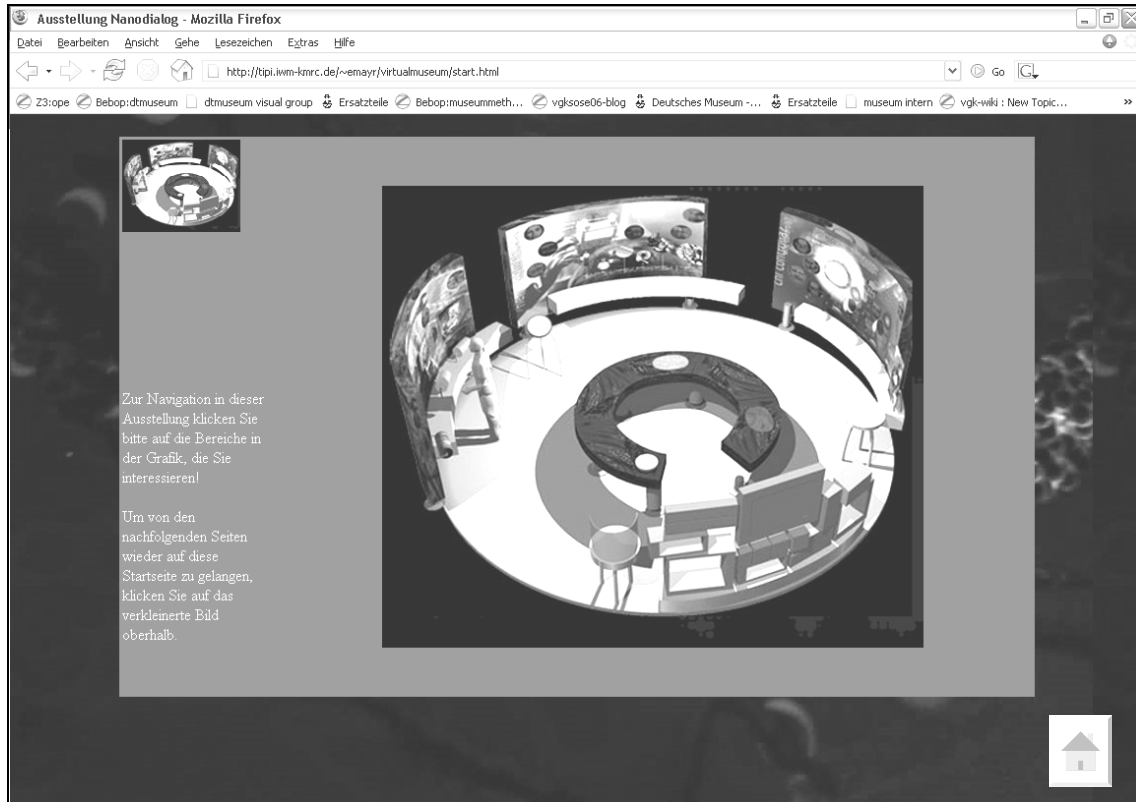 Ausstellung Nanodialog - Mozilla Firefox
Datei Bearbeiten Ansicht Gehe Lesezeichen Extras Hilfe
http://tipi.iwm-kmrc.de/~emayr/virtualmuseum/start.html Go G
Z3:ope Bebop:dtmuseum dtmuseum visual group Ersatzteile Bebop:museummeth... vgksose06-blog Deutsches Museum -... Ersatzteile museum intern vgk-wiki : New Topic... »
Zur Navigation in dieser
Ausstellung klicken Sie
bitte auf die Bereiche in
der Grafik, die Sie
interessieren!
Um von den
nachfolgenden Seiten
wieder auf diese
Startseite zu gelangen,
klicken Sie auf das
verkleinerte Bild
oberhalb.